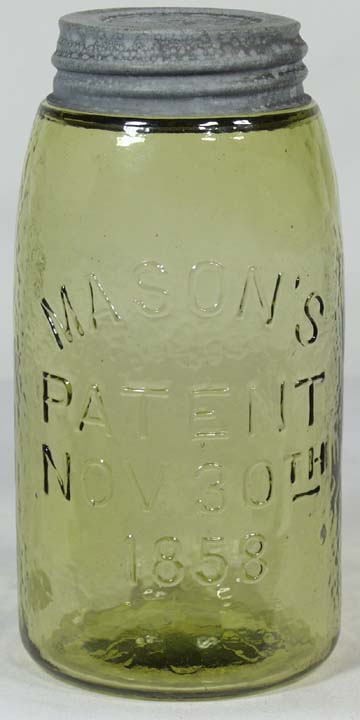 MASON'S
PATENT
NOV. 30TH
1858